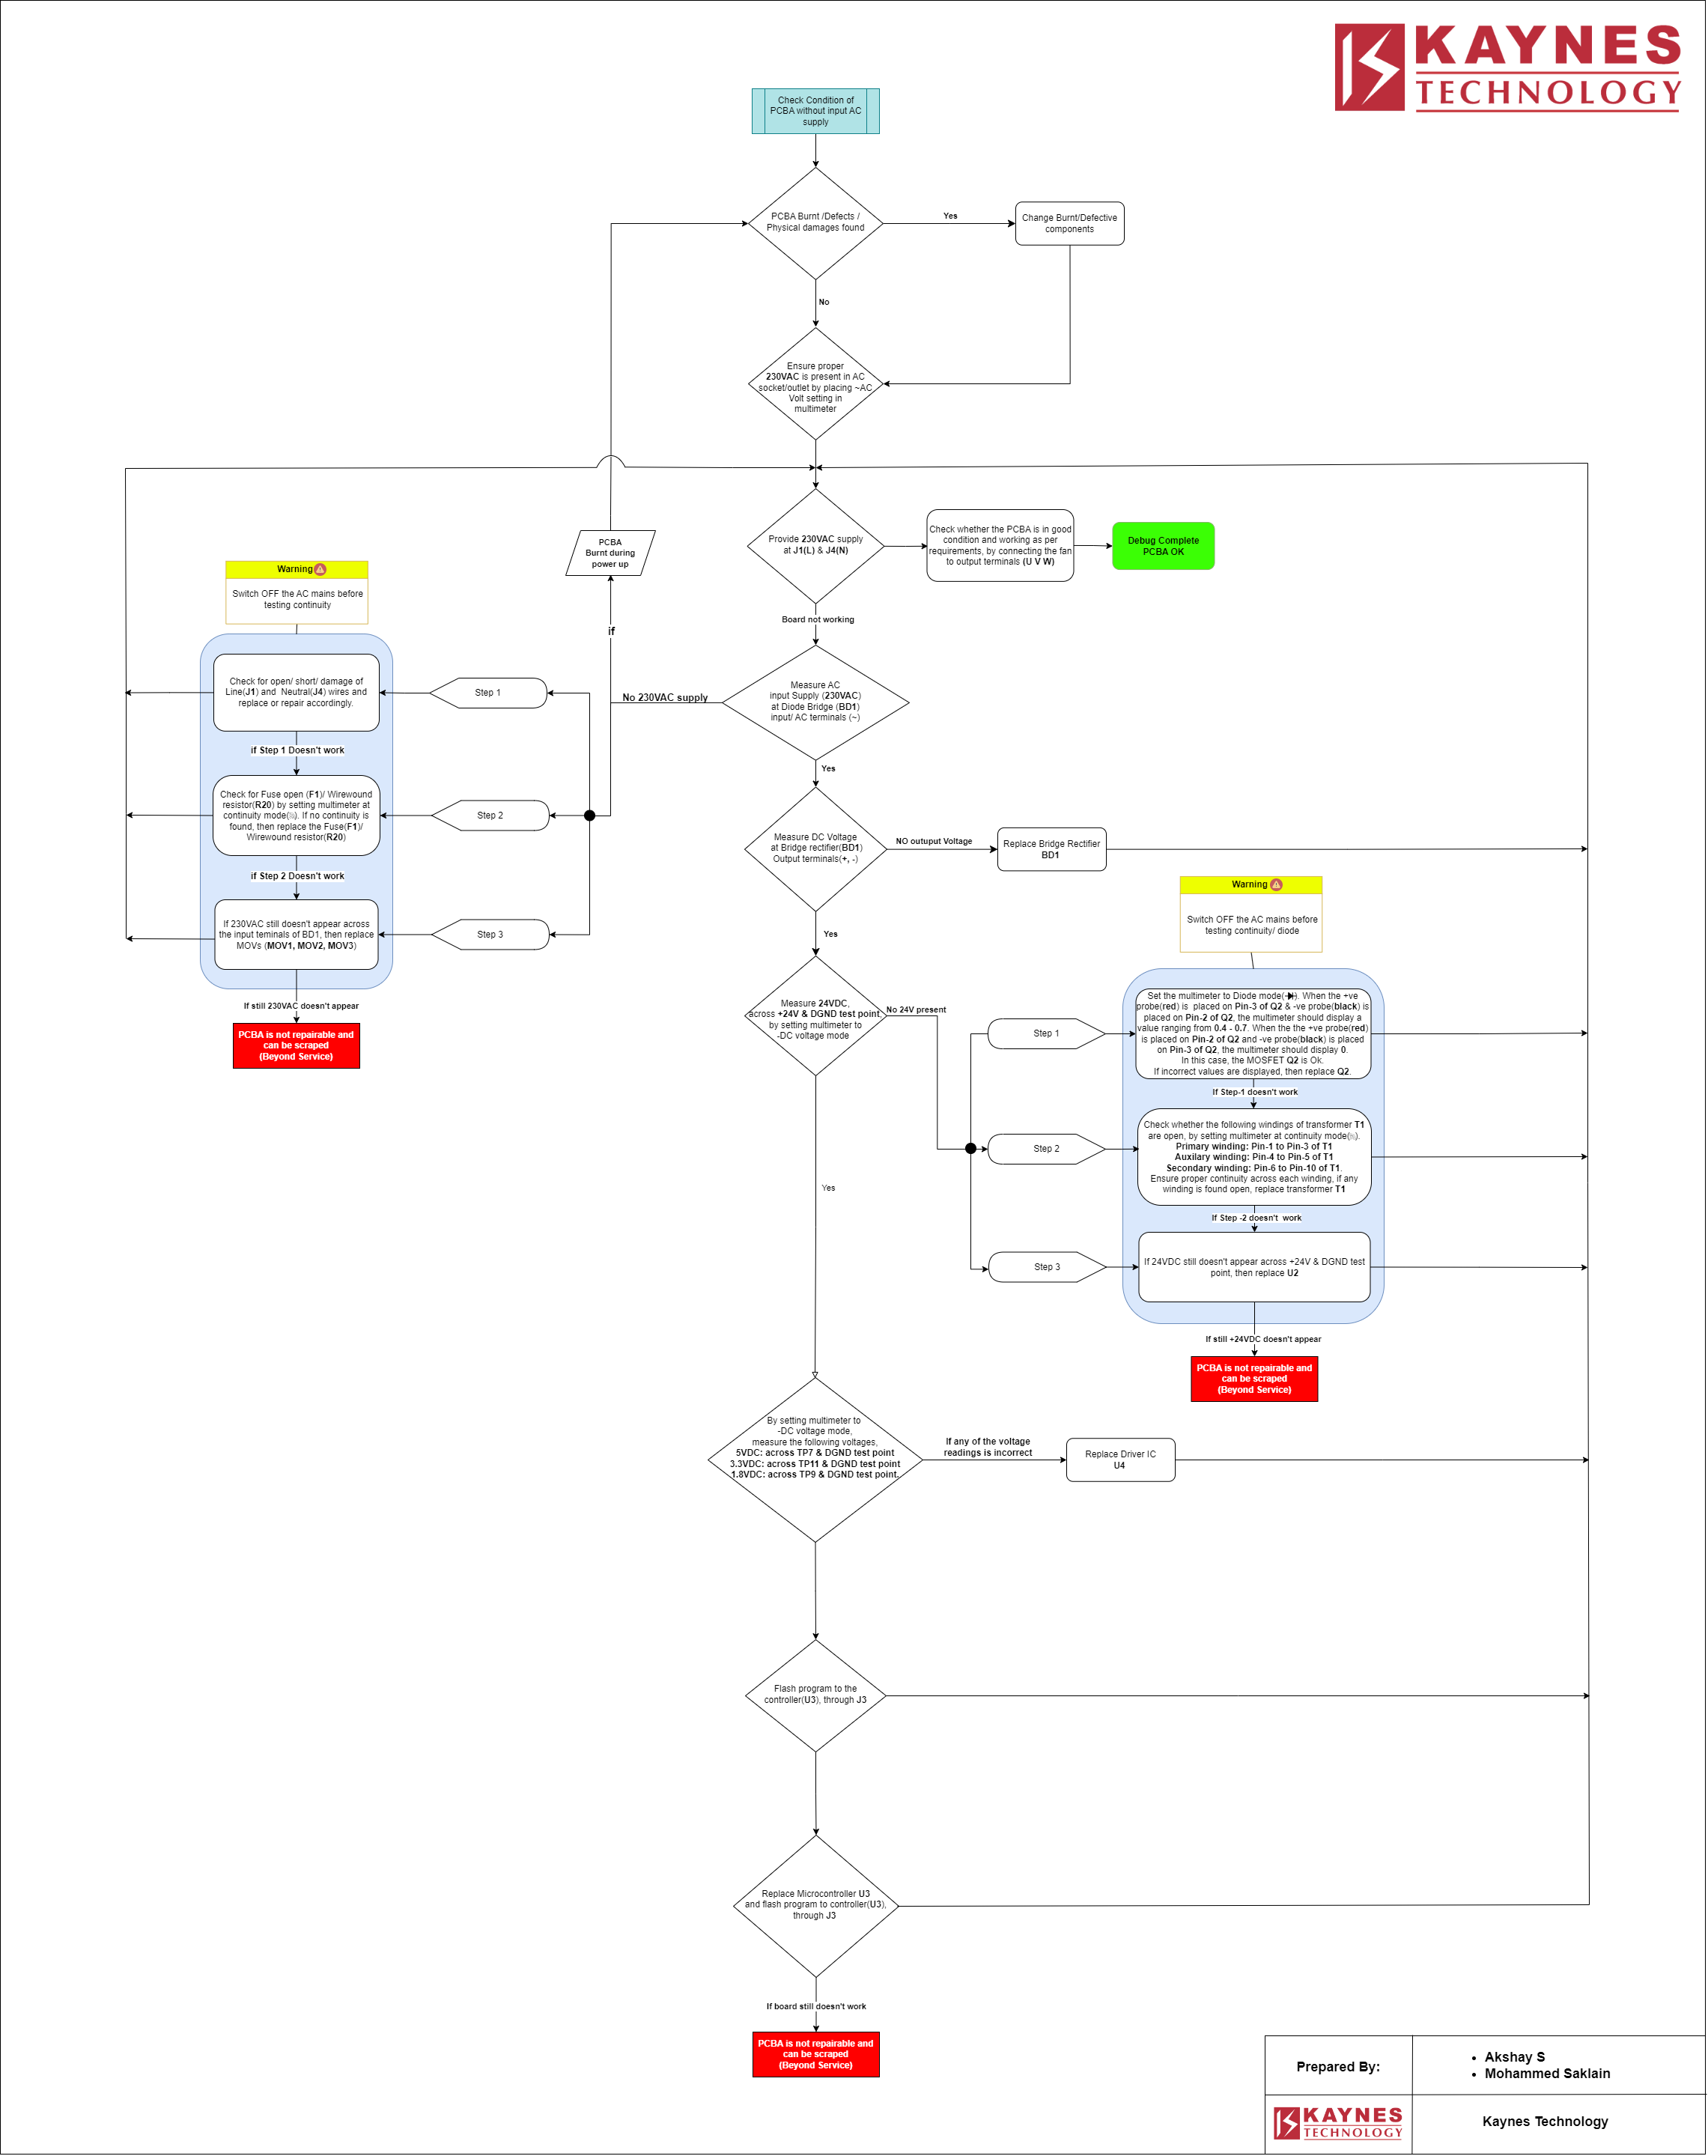 KAYNES
TECHNOLOGY
Check Condition of
PCBA without input AC
supply
PCBA Burnt /Defects /
Physical damages found
Yes
Change Burnt/Defective
components
No
Ensure proper
230VAC is present in AC
socket/outlet by placing ~AC
Volt setting in
multimeter
Provide 230VAC supply
at J1(L) & J4(N)
Check whether the PCBA is in good
condition and working as per
requirements, by connecting the fan
to output terminals (U V W)
Debug Complete
PCBA OK
PCBA
Burnt during
power up
if
Board not working
Measure AC
input Supply (230VAC)
at Diode Bridge (BD1)
input/ AC terminals (~)
No 230VAC supply
Warning
Switch OFF the AC mains before
testing continuity
Step 1
Check for open/ short/ damage of
Line(J1) and Neutral(J4) wires and
replace or repair accordingly.
if Step 1 Doesn't work
Step 2
Check for Fuse open (F1)/ Wirewound
resistor(R20) by setting multimeter at
continuity mode( ). If no continuity is
found, then replace the Fuse(F1)/
Wirewound resistor(R20)
if Step 2 Doesn't work
Step 3
If 230VAC still doesn't appear across
the input teminals of BD1, then replace
MOVs (MOV1, MOV2, MOV3)
If still 230VAC doesn't appear
PCBA is not repairable and
can be scraped
(Beyond Service)
Yes
Measure DC Voltage
at Bridge rectifier(BD1)
Output terminals(+, -)
NO outuput Voltage
Replace Bridge Rectifier
BD1
Yes
Measure 24VDC,
across +24V & DGND test point,
by setting multimeter to
-DC voltage mode
No 24V present
Warning
Switch OFF the AC mains before
testing continuity/ diode
Step 1
Set the multimeter to Diode mode( ). When the +ve
probe(red) is placed on Pin-3 of Q2 & -ve probe(black) is
placed on Pin-2 of Q2, the multimeter should display a
value ranging from 0.4 - 0.7. When the the +ve probe(red)
is placed on Pin-2 of Q2 and -ve probe(black) is placed
on Pin-3 of Q2, the multimeter should display 0.
In this case, the MOSFET Q2 is Ok.
If incorrect values are displayed, then replace Q2.
If Step-1 doesn't work
Step 2
Check whether the following windings of transformer T1
are open, by setting multimeter at continuity mode( ).
Primary winding: Pin-1 to Pin-3 of T1
Auxilary winding: Pin-4 to Pin-5 of T1
Secondary winding: Pin-6 to Pin-10 of T1.
Ensure proper continuity across each winding, if any
winding is found open, replace transformer T1
If Step -2 doesn't work
Step 3
If 24VDC still doesn't appear across +24V & DGND test
point, then replace U2
If still +24VDC doesn't appear
PCBA is not repairable and
can be scraped
(Beyond Service)
Yes
By setting multimeter to
-DC voltage mode,
measure the following voltages,
5VDC: across TP7 & DGND test point
3.3VDC: across TP11 & DGND test point
1.8VDC: across TP9 & DGND test point.
If any of the voltage
readings is incorrect
Replace Driver IC
U4
Flash program to the
controller(U3), through J3
Replace Microcontroller U3
and flash program to controller(U3),
through J3
If board still doesn't work
PCBA is not repairable and
can be scraped
(Beyond Service)
Prepared By:
• Akshay S
• Mohammed Saklain
KAYNES
TECHNOLOGY
Kaynes Technology